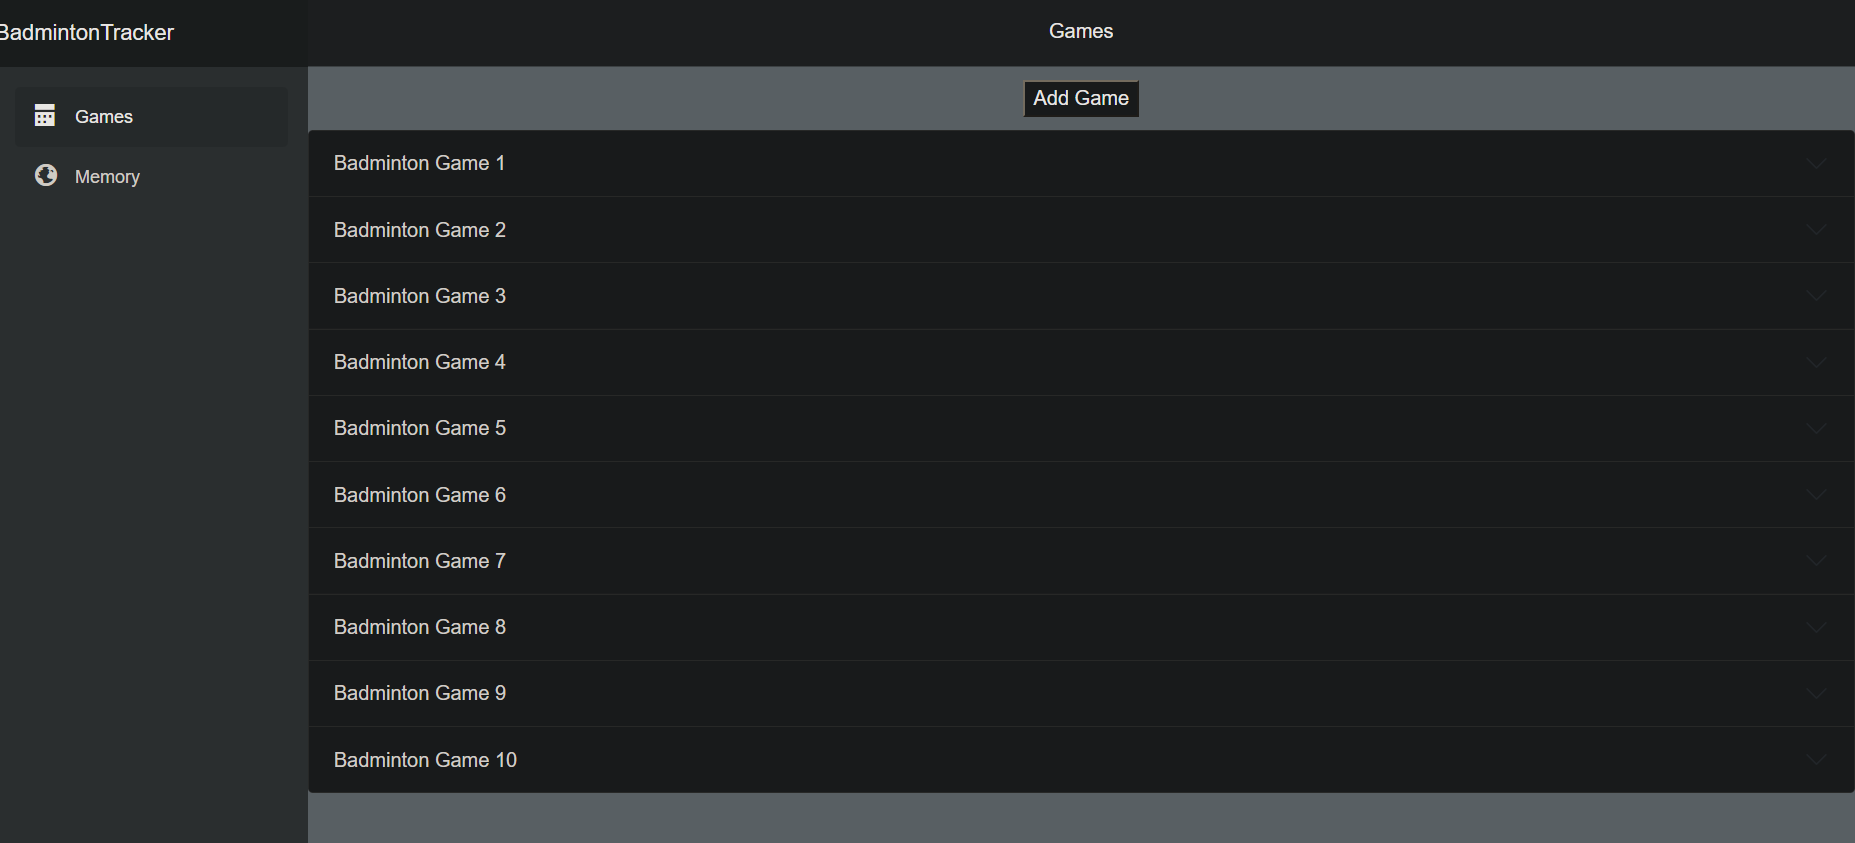 BadmintonTracker
Games
Memory
Games
Add Game
Badminton Game 1
Badminton Game 2
Badminton Game 3
Badminton Game 4
Badminton Game 5
Badminton Game 6
Badminton Game 7
Badminton Game 8
Badminton Game 9
Badminton Game 10